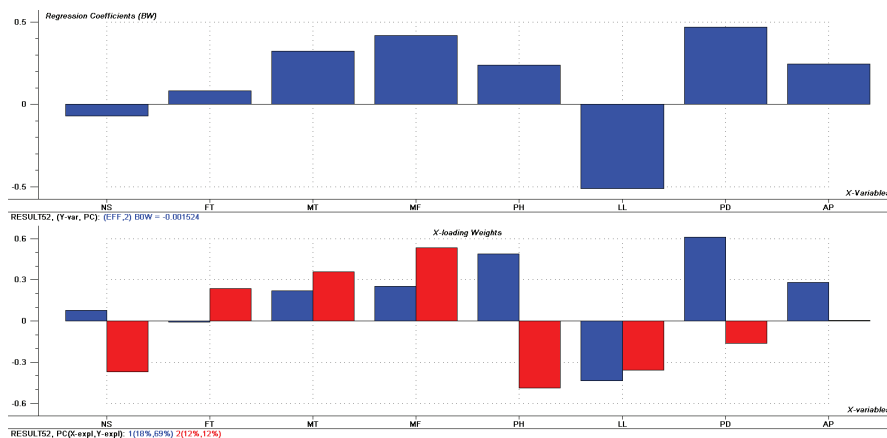 Regression Coefficients (BW)
0.5
0
-0.5
X-Variables
NS FT MT MF PH LL PD AP
RESULT52, (Y-var, PC): (EFF,2) B0W = -0.001524
X-loading Weights
0.6
0.3
0
-0.3
-0.6
X-variables
NS FT MT MF PH LL PD AP
RESULT52, PC(X-expl,Y-expl): 1(18%,69%) 2(12%,12%)